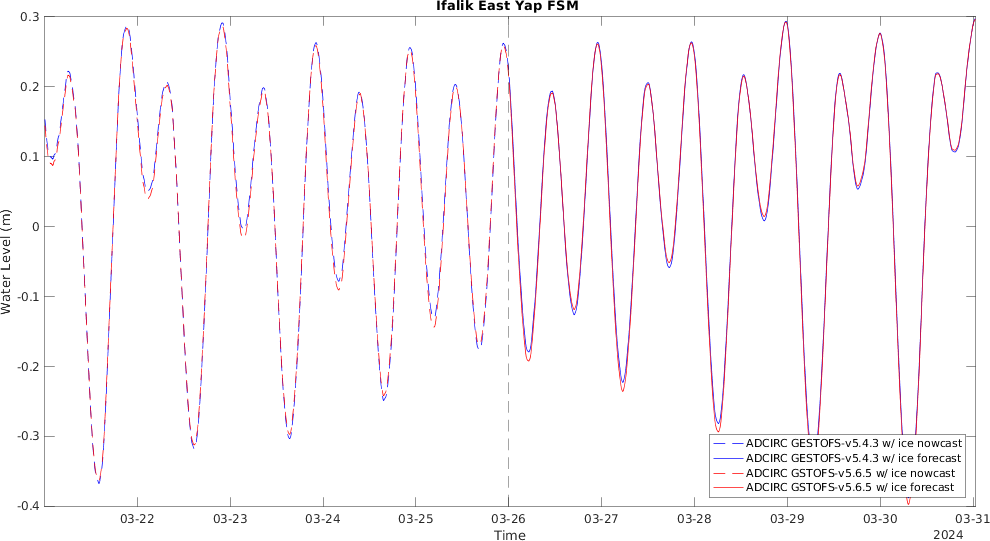 Ifalik East Yap FSM
0.3
0.2
0.1
0
-0.1
-0.2
-0.3
-0.4
Water Level (m)
ADCIRC GESTOFS-v5.4.3 w/ ice nowcast
ADCIRC GESTOFS-v5.4.3 w/ ice forecast
ADCIRC GSTOFS-v5.6.5 w/ ice nowcast
ADCIRC GSTOFS-v5.6.5 w/ ice forecast
03-22 03-23 03-24 03-25 03-26 03-27 03-28 03-29 03-30 03-31
Time
2024